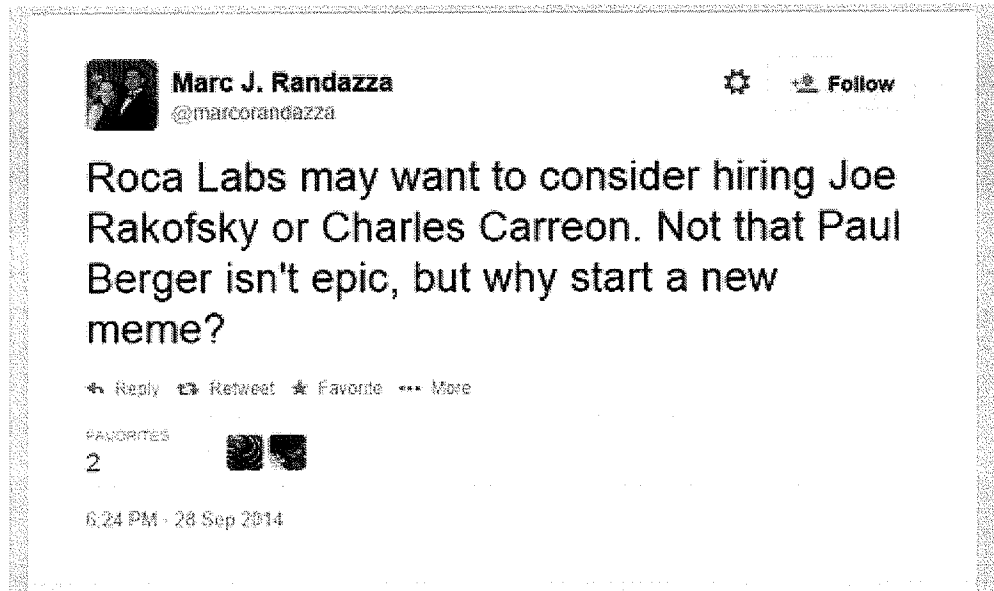 Marc J. Randazza
Follow
@marcorandazza
Roca Labs may want to consider hiring Joe
Rakofsky or Charles Carreon. Not that Paul
Berger isn't epic, but why start a new
meme?
Reply Retweet Favorite ••• More
FAVORITES
2
6:24 PM - 28 Sep 2014